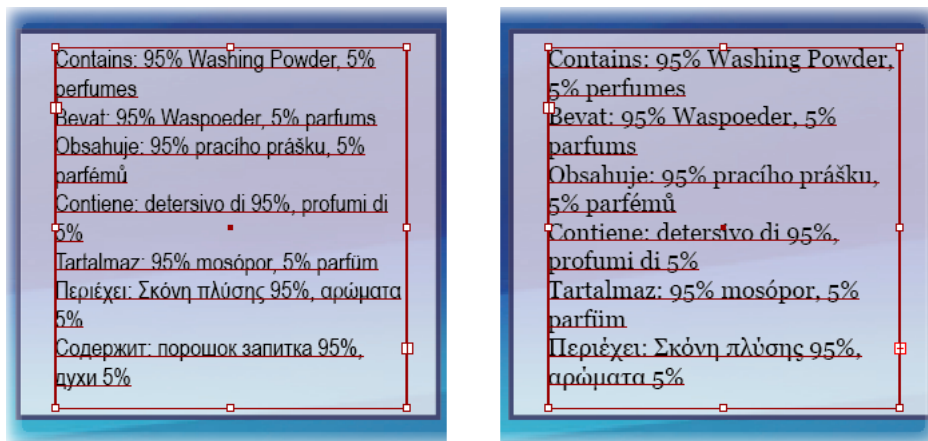 Contains: 95% Washing Powder, 5%
perfumes
Bevat: 95% Waspoeder, 5% parfums
Obsahuje: 95% pracího prášku, 5%
parfémů
Contiene: detersivo di 95%, profumi di
5%
Tartalmaz: 95% mosópor, 5% parfüm
Περιέχει: Σκόνη πλύσης 95%, αρώματα
5%
Содержит: порошок запитка 95%,
духи 5%
Contains: 95% Washing Powder,
5% perfumes
Bevat: 95% Waspoeder, 5%
parfums
Obsahuje: 95% pracího prášku,
5% parfémů
Contiene: detersivo di 95%,
profumi di 5%
Tartalmaz: 95% mosópor, 5%
parfüm
Περιέχει: Σκόνη πλύσης 95%,
αρώματα 5%